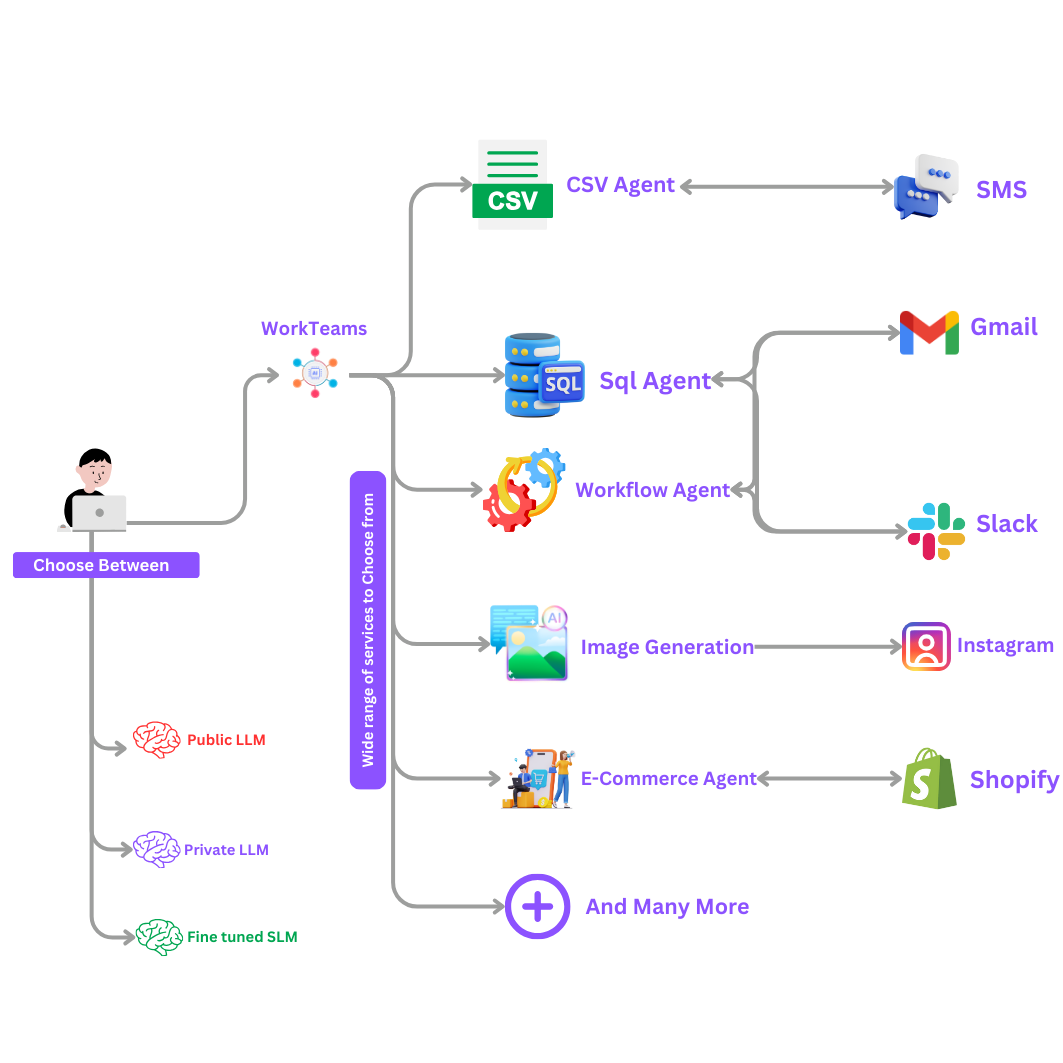 CSV
CSV Agent
SMS
WorkTeams
AI
Gmail
SQL
Sql Agent
Workflow Agent
Slack
Choose Between
Wide range of services to Choose from
AI
Image Generation
Instagram
Public LLM
E-Commerce Agent
S
Shopify
Private LLM
And Many More
Fine tuned SLM